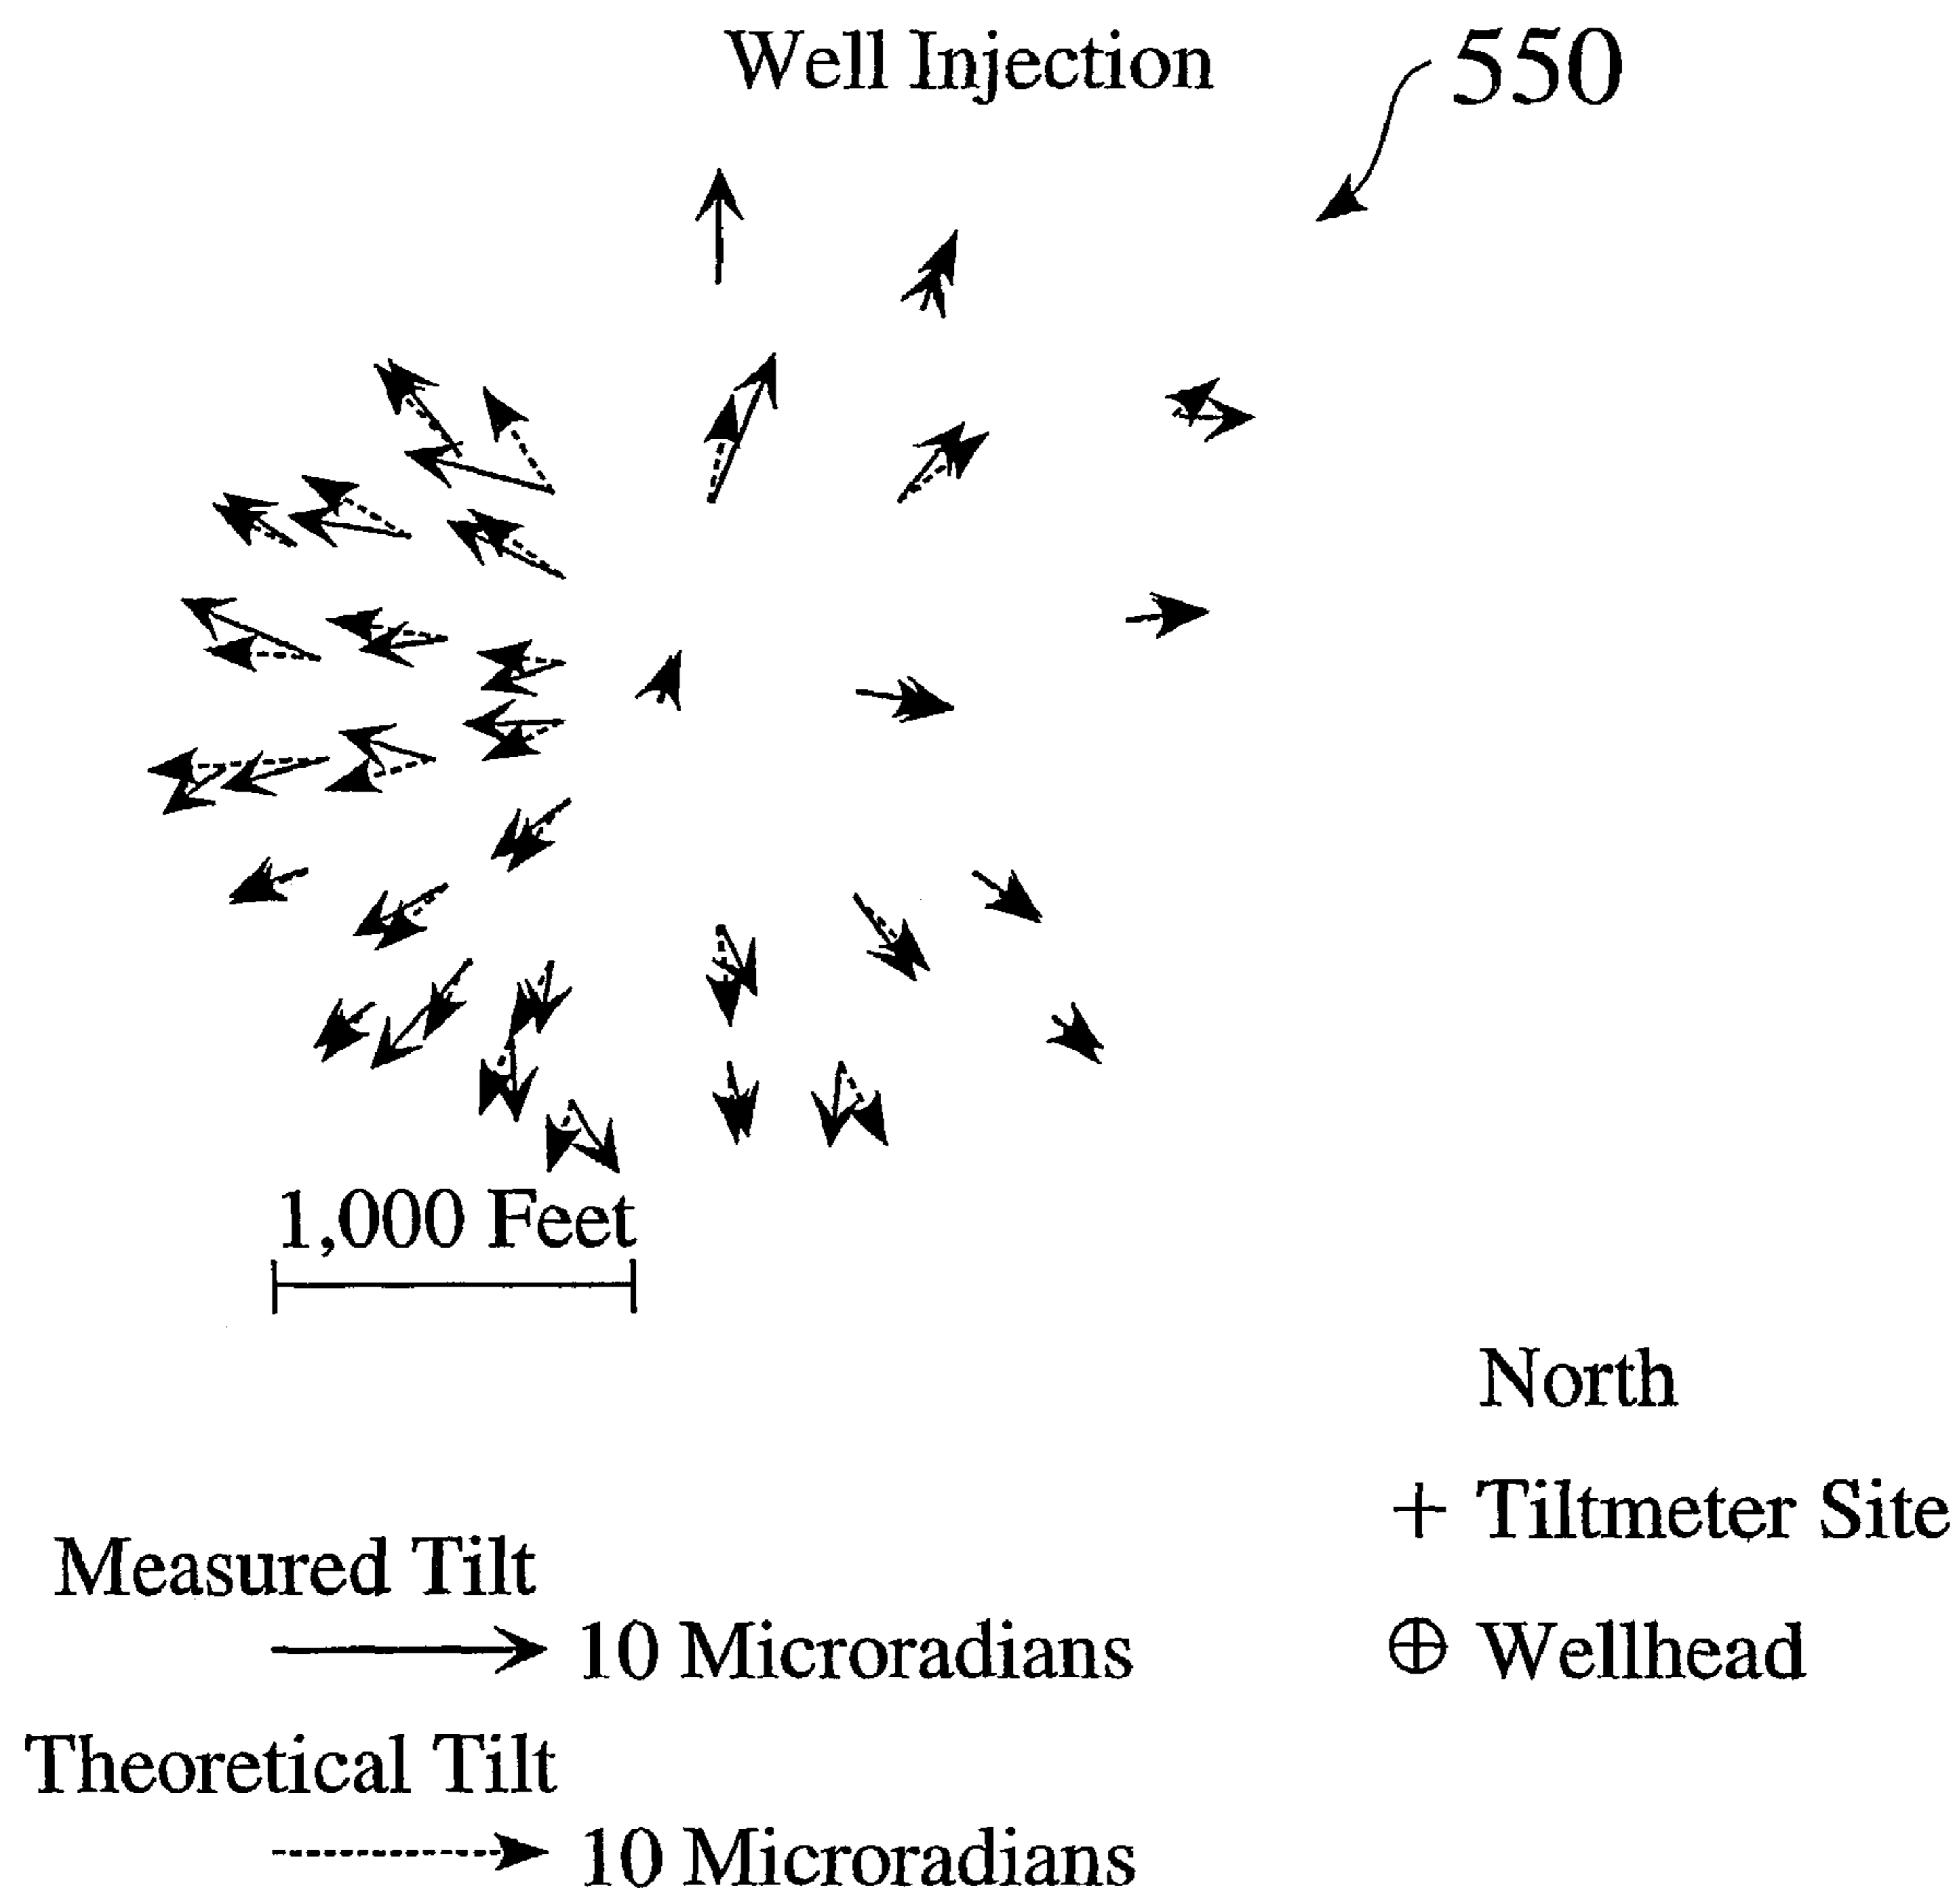 Well Injection
550
1,000 Feet
North
+ Tiltmeter Site
Measured Tilt
10 Microradians
⊕ Wellhead
Theoretical Tilt
10 Microradians